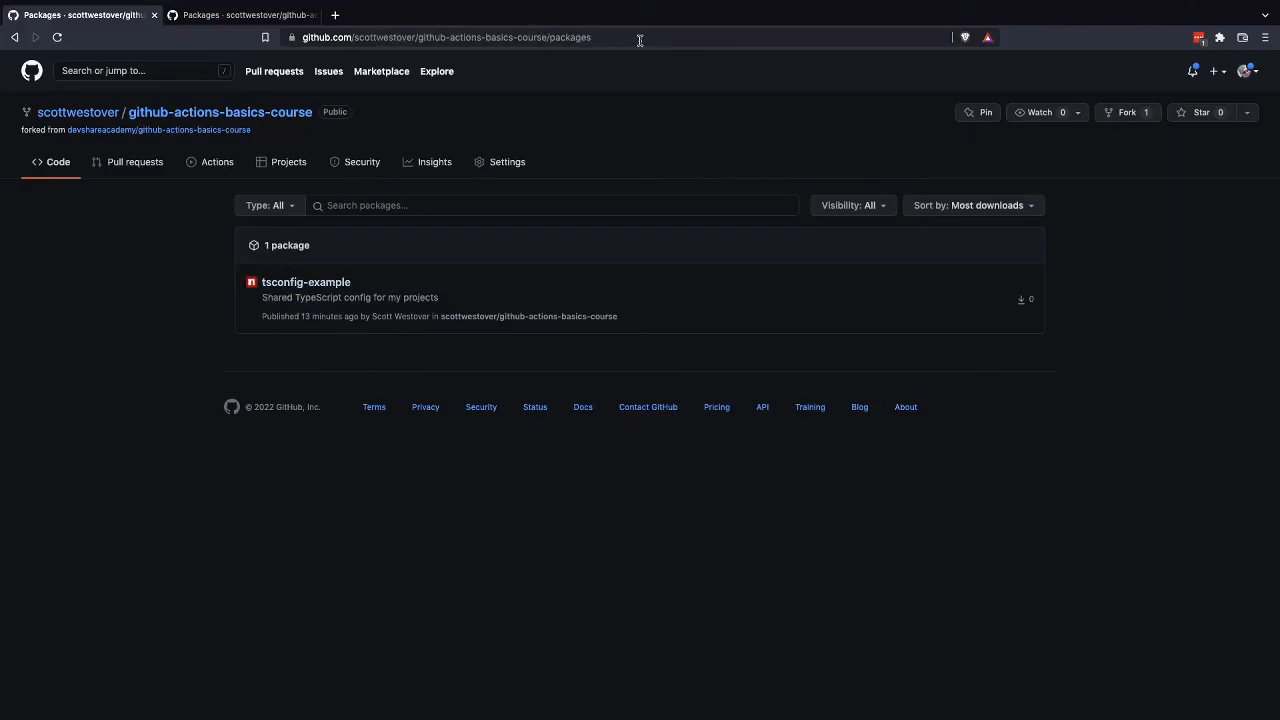 Packages · scottwestover/githu
Packages · scottwestover/github-a
github.com/scottwestover/github-actions-basics-course/packages
1
Search or jump to...
/
Pull requests
Issues
Marketplace
Explore
scottwestover / github-actions-basics-course
Public
forked from devshareacademy/github-actions-basics-course
Pin
Watch 0
Fork 1
Star 0
Code
Pull requests
Actions
Projects
Security
Insights
Settings
Type: All
Search packages...
Visibility: All
Sort by: Most downloads
1 package
n
tsconfig-example
Shared TypeScript config for my projects
0
Published 13 minutes ago by Scott Westover in scottwestover/github-actions-basics-course
© 2022 GitHub, Inc.
Terms
Privacy
Security
Status
Docs
Contact GitHub
Pricing
API
Training
Blog
About